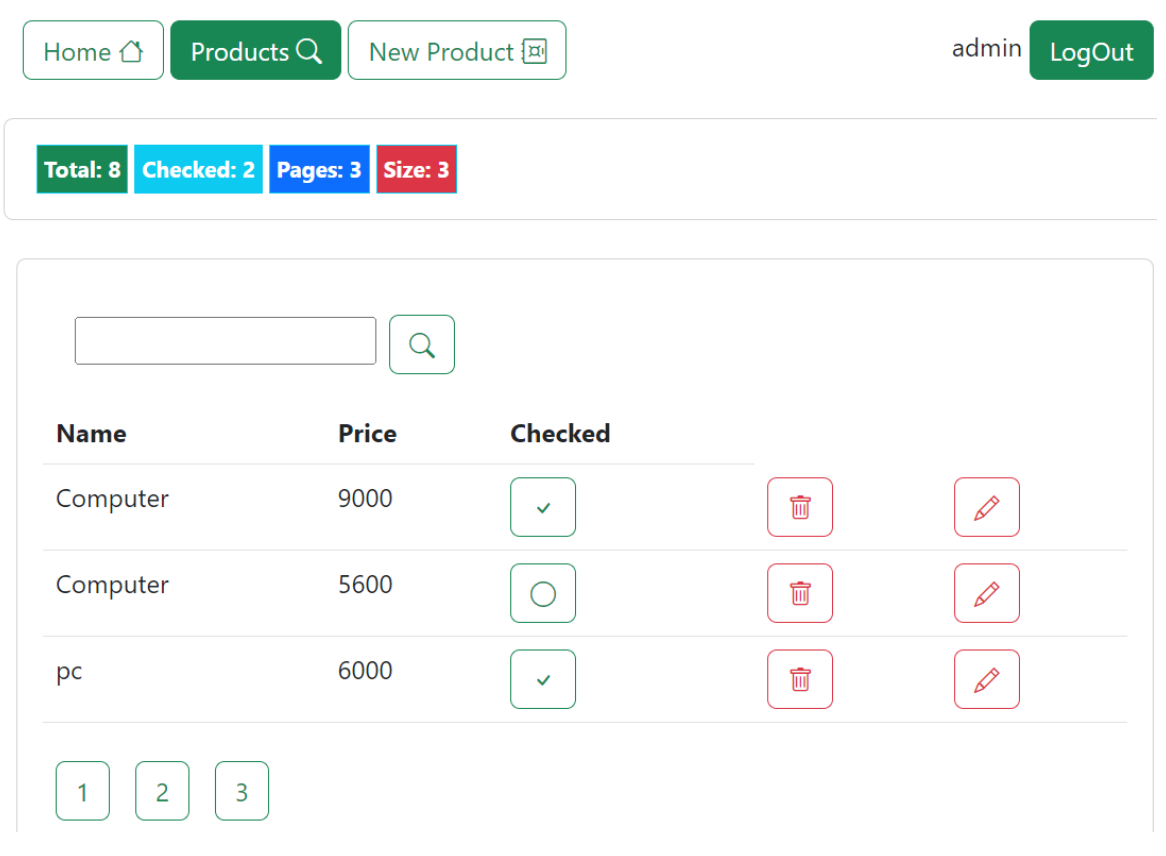 Home Products New Product admin LogOut
Total: 8 Checked: 2 Pages: 3 Size: 3
Name Price Checked
Computer 9000
Computer 5600
pc 6000
1 2 3